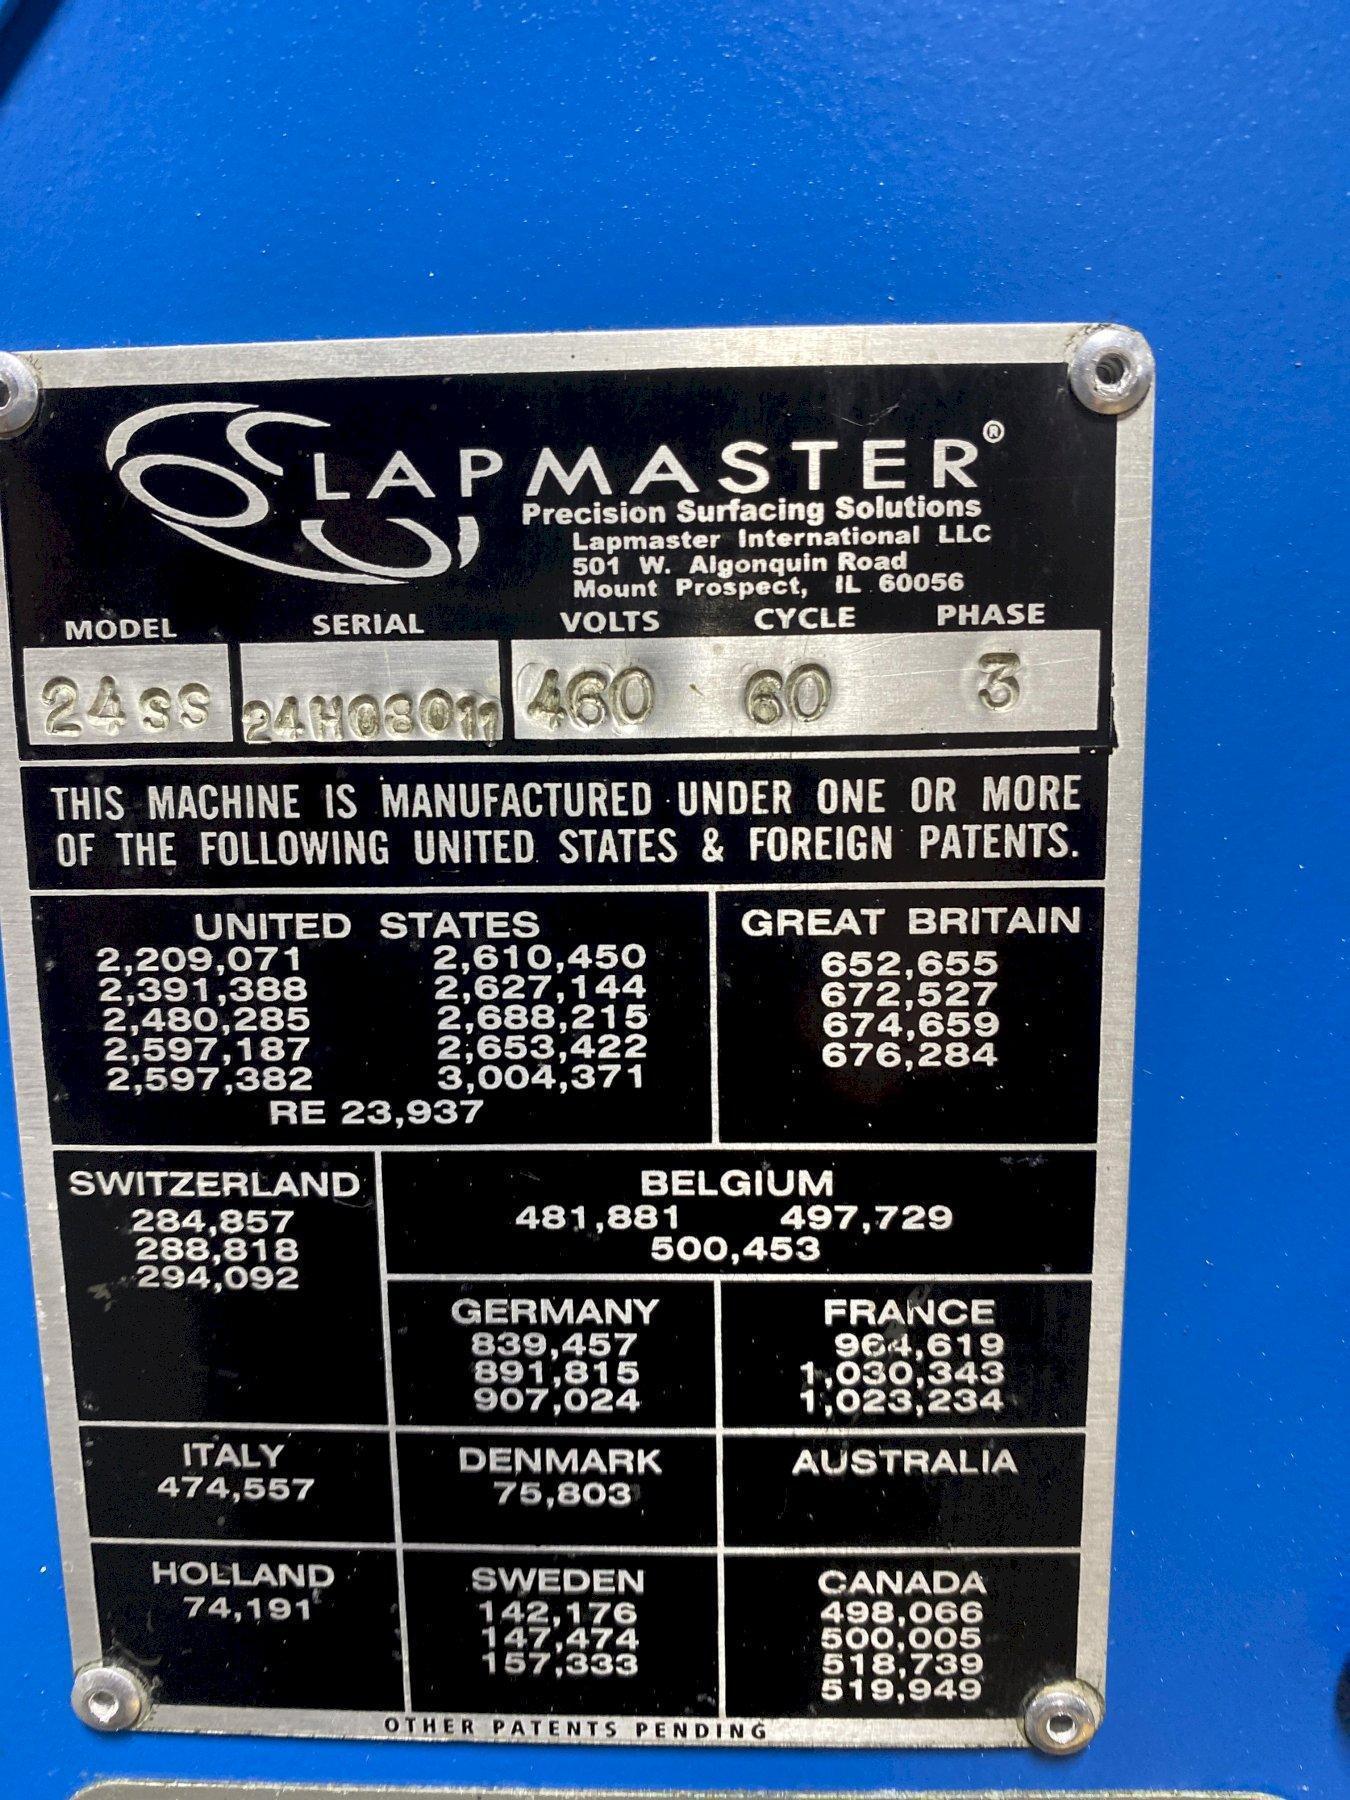 LAPMASTER®
Precision Surfacing Solutions
Lapmaster International LLC
501 W. Algonquin Road
Mount Prospect, IL 60056
MODEL SERIAL VOLTS CYCLE PHASE
24SS 24H08011 460 60 3
THIS MACHINE IS MANUFACTURED UNDER ONE OR MORE
OF THE FOLLOWING UNITED STATES & FOREIGN PATENTS.
UNITED STATES
2,209,071 2,610,450
2,391,388 2,627,144
2,480,285 2,688,215
2,597,187 2,653,422
2,597,382 3,004,371
RE 23,937
GREAT BRITAIN
652,655
672,527
674,659
676,284
SWITZERLAND
284,857
288,818
294,092
BELGIUM
481,881 497,729
500,453
GERMANY
839,457
891,815
907,024
FRANCE
964,619
1,030,343
1,023,234
ITALY
474,557
DENMARK
75,803
AUSTRALIA
HOLLAND
74,191
SWEDEN
142,176
147,474
157,333
CANADA
498,066
500,005
518,739
519,949
OTHER PATENTS PENDING